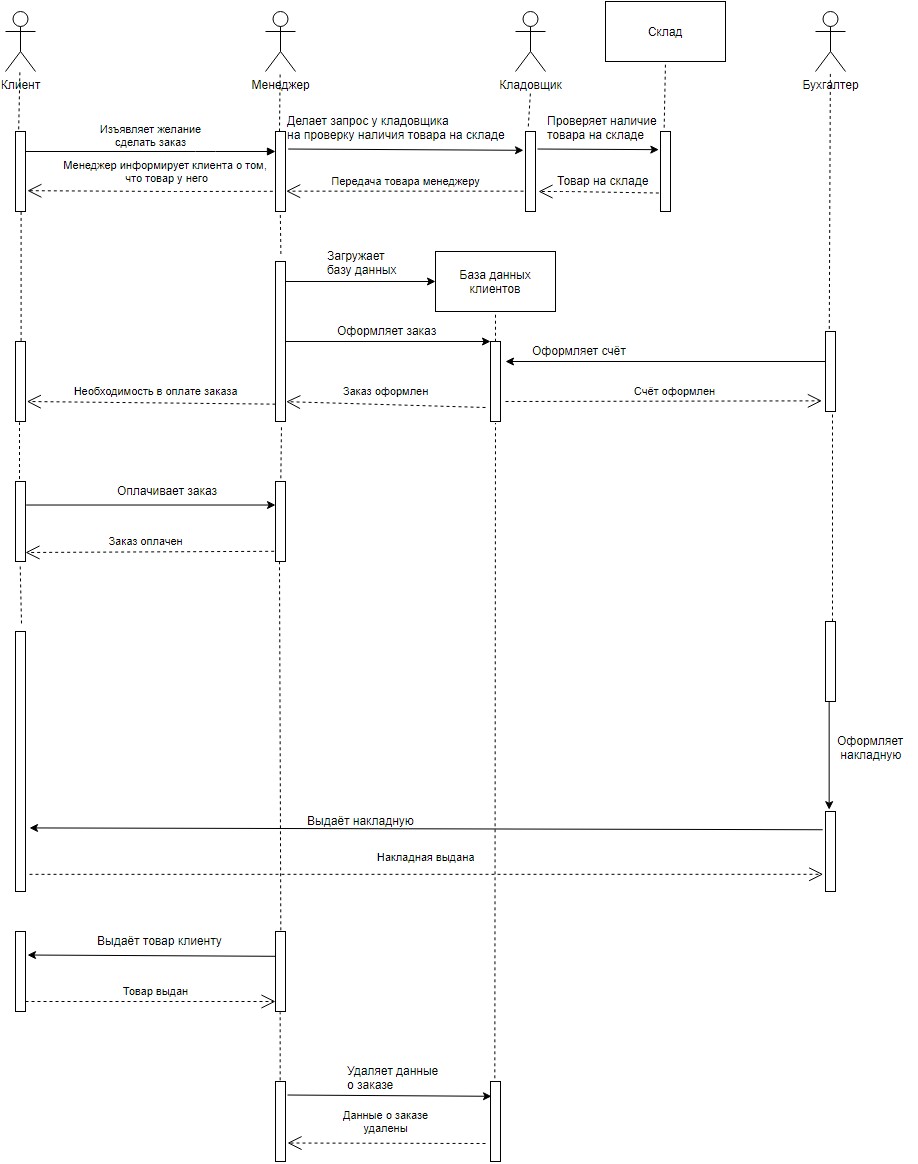 Склад
Клиент
Менеджер
Кладовщик
Бухгалтер
Изъявляет желание
сделать заказ
Делает запрос у кладовщика
на проверку наличия товара на складе
Проверяет наличие
товара на складе
Менеджер информирует клиента о том,
что товар у него
Передача товара менеджеру
Товар на складе
Загружает
базу данных
База данных
клиентов
Оформляет заказ
Оформляет счёт
Необходимость в оплате заказа
Заказ оформлен
Счёт оформлен
Оплачивает заказ
Заказ оплачен
Оформляет
накладную
Выдаёт накладную
Накладная выдана
Выдаёт товар клиенту
Товар выдан
Удаляет данные
о заказе
Данные о заказе
удалены